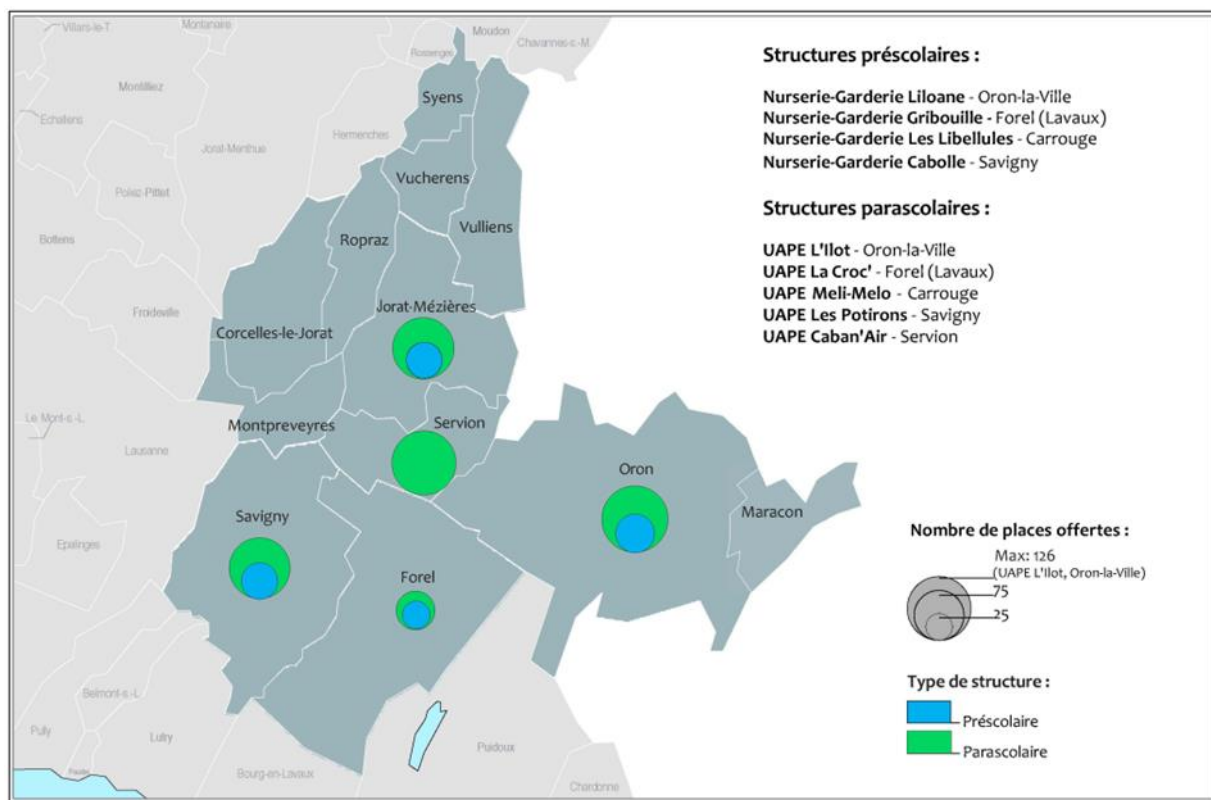 Villars-le-T.
Montanaire
Moudon
Chavannes-s.-M.
Rossenges
Montilliez
Syens
Echallens
Hermenches
Jorat-Menthue
Vucherens
Poliez-Pittet
Ropraz
Vulliens
Bottens
Froideville
Jorat-Mézières
Corcelles-le-Jorat
Le Mont-s.-L.
Montpreveyres
Servion
Lausanne
Oron
Savigny
Maracon
Epalinges
Forel
Belmont-s.-L.
Pully
Lutry
Puidoux
Bourg-en-Lavaux
Chardonne
Structures préscolaires :
Nurserie-Garderie Liloane - Oron-la-Ville
Nurserie-Garderie Gribouille - Forel (Lavaux)
Nurserie-Garderie Les Libellules - Carrouge
Nurserie-Garderie Cabolle - Savigny
Structures parascolaires :
UAPE L'Ilot - Oron-la-Ville
UAPE La Croc' - Forel (Lavaux)
UAPE Meli-Melo - Carrouge
UAPE Les Potirons - Savigny
UAPE Caban'Air - Servion
Nombre de places offertes :
Max: 126
(UAPE L'Ilot, Oron-la-Ville)
75
25
Type de structure :
Préscolaire
Parascolaire